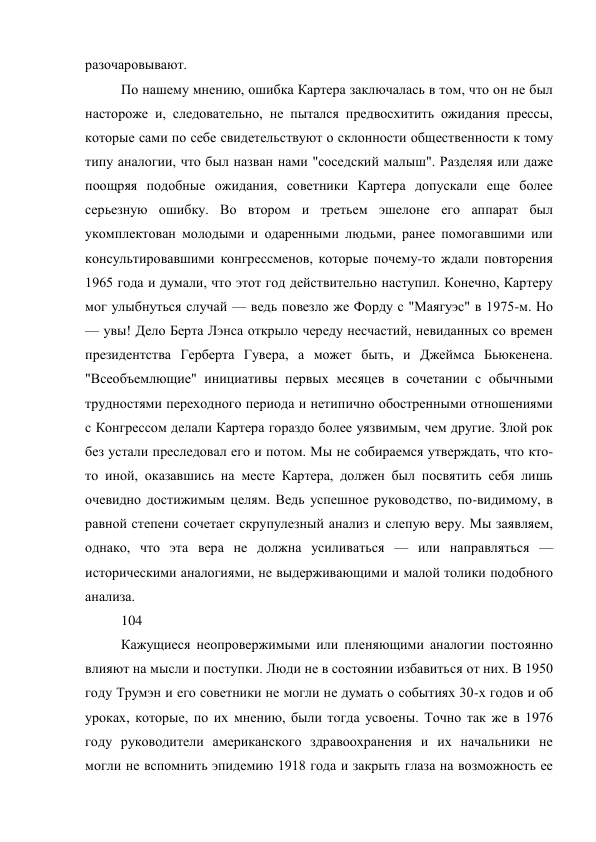 разочаровывают.
По нашему мнению, ошибка Картера заключалась в том, что он не был
настороже и, следовательно, не пытался предвосхитить ожидания прессы,
которые сами по себе свидетельствуют о склонности общественности к тому
типу аналогии, что был назван нами "соседский малыш". Разделяя или даже
поощряя подобные ожидания, советники Картера допускали еще более
серьезную ошибку. Во втором и третьем эшелоне его аппарат был
укомплектован молодыми и одаренными людьми, ранее помогавшими или
консультировавшими конгрессменов, которые почему-то ждали повторения
1965 года и думали, что этот год действительно наступил. Конечно, Картеру
мог улыбнуться случай — ведь повезло же Форду с "Маягуэс" в 1975-м. Но
— увы! Дело Берта Лэнса открыло череду несчастий, невиданных со времен
президентства Герберта Гувера, а может быть, и Джеймса Бьюкенена.
"Всеобъемлющие" инициативы первых месяцев в сочетании с обычными
трудностями переходного периода и нетипично обостренными отношениями
с Конгрессом делали Картера гораздо более уязвимым, чем другие. Злой рок
без устали преследовал его и потом. Мы не собираемся утверждать, что кто-
то иной, оказавшись на месте Картера, должен был посвятить себя лишь
очевидно достижимым целям. Ведь успешное руководство, по-видимому, в
равной степени сочетает скрупулезный анализ и слепую веру. Мы заявляем,
однако, что эта вера не должна усиливаться — или направляться —
историческими аналогиями, не выдерживающими и малой толики подобного
анализа.
104
Кажущиеся неопровержимыми или пленяющими аналогии постоянно
влияют на мысли и поступки. Люди не в состоянии избавиться от них. В 1950
году Трумэн и его советники не могли не думать о событиях 30-х годов и об
уроках, которые, по их мнению, были тогда усвоены. Точно так же в 1976
году руководители американского здравоохранения и их начальники не
могли не вспомнить эпидемию 1918 года и закрыть глаза на возможность ее